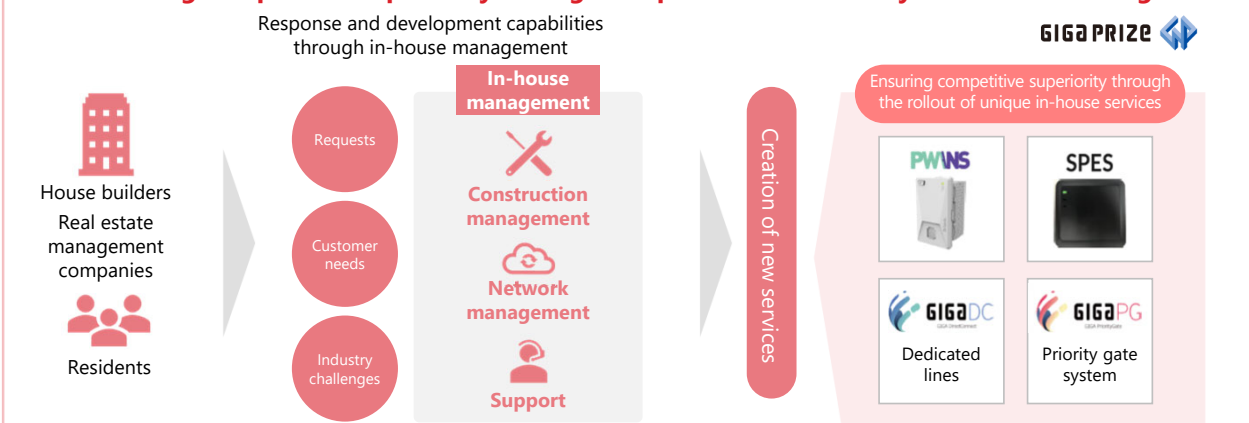 Response and development capabilities
through in-house management
GIGA PRIZE
House builders
Real estate
management
companies
Residents
Requests
Customer
needs
Industry
challenges
In-house
management
Construction
management
Network
management
Support
Creation of new services
Ensuring competitive superiority through
the rollout of unique in-house services
PWINS
SPES
GIGA DC
Dedicated
lines
GIGA PG
Priority gate
system